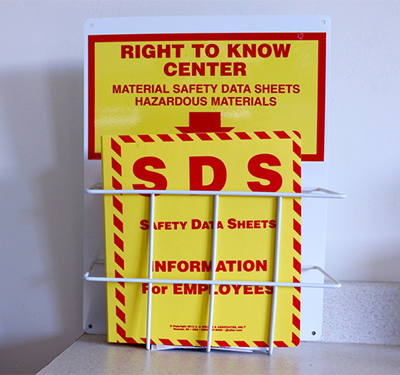 RIGHT TO KNOW
CENTER
MATERIAL SAFETY DATA SHEETS
HAZARDOUS MATERIALS
SDS
SAFETY DATA SHEETS
INFORMATION
For EMPLOYEES